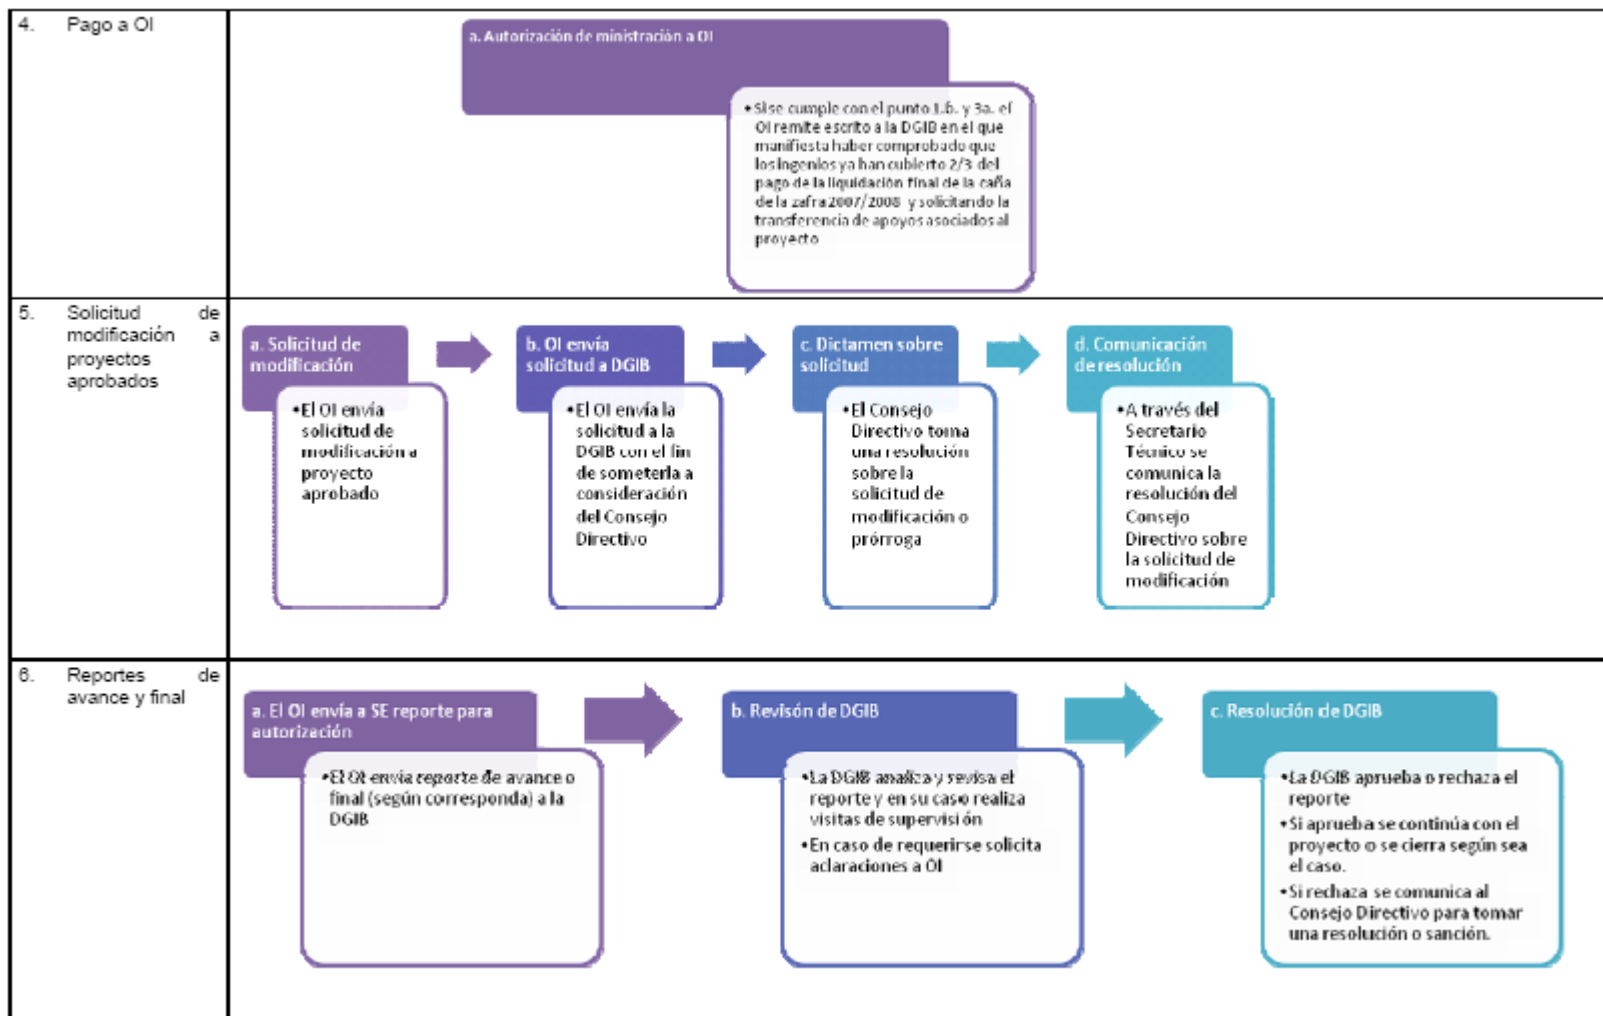 4. Pago a OI
a. Autorización de ministración a OI
•Si se cumple con el punto 1.b. y 3a. el
OI remite escrito a la DGIB en el que
manifiesta haber comprobado que
los ingenios ya han cubierto 2/3 del
pago de la liquidación final de la caña
de la zafra 2007/2008 y solicitando la
transferencia de apoyos asociados al
proyecto
5. Solicitud de
modificación a
proyectos
aprobados
a. Solicitud de
modificación
•El OI envía
solicitud de
modificación a
proyecto
aprobado
b. OI envía
solicitud a DGIB
•El OI envía la
solicitud a la
DGIB con el fin
de someterla a
consideración
del Consejo
Directivo
c. Dictamen sobre
solicitud
•El Consejo
Directivo toma
una resolución
sobre la
solicitud de
modificación o
prórroga
d. Comunicación
de resolución
•A través del
Secretario
Técnico se
comunica la
resolución del
Consejo
Directivo sobre
la solicitud de
modificación
6. Reportes de
avance y final
a. El OI envía a SE reporte para
autorización
•El OI envía reporte de avance o
final (según corresponda) a la
DGIB
b. Revisón de DGIB
•La DGIB analiza y revisa el
reporte y en su caso realiza
visitas de supervisión
•En caso de requerirse solicita
aclaraciones a OI
c. Resolución de DGIB
•La DGIB aprueba o rechaza el
reporte
•Si aprueba se continúa con el
proyecto o se cierra según sea
el caso.
•Si rechaza se comunica al
Consejo Directivo para tomar
una resolución o sanción.